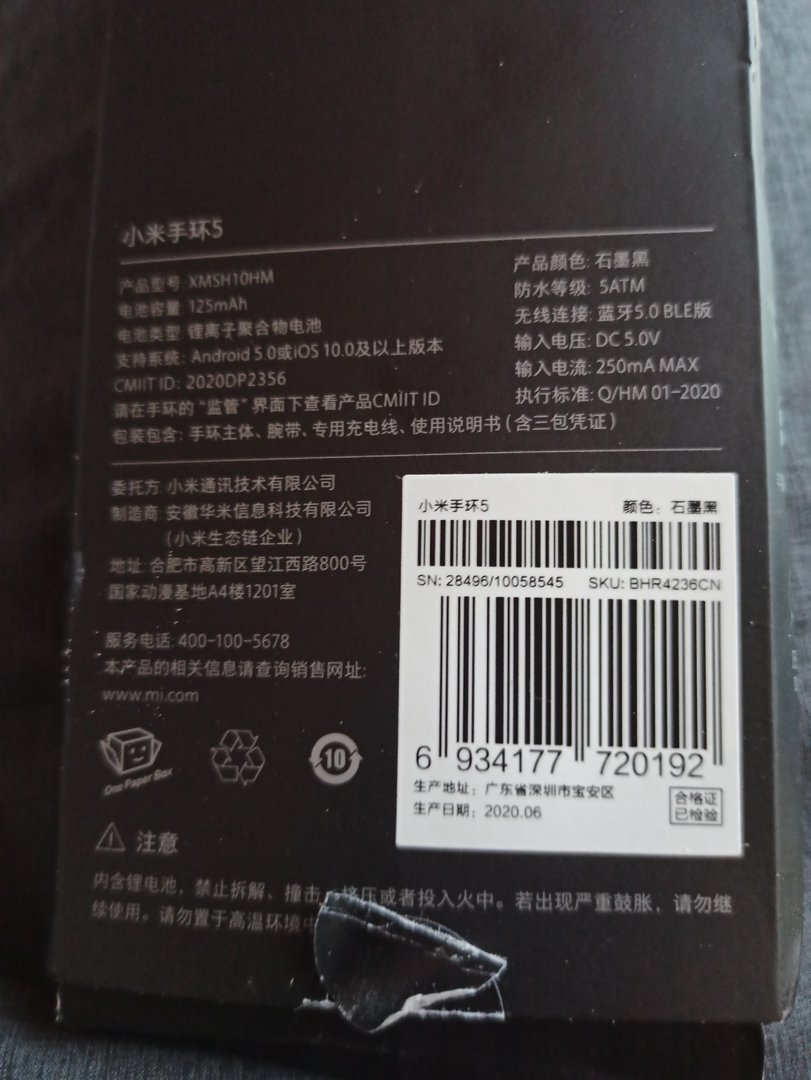 小米手环5
产品型号: XMSH10HM
电池容量: 125mAh
电池类型: 锂离子聚合物电池
支持系统: Android 5.0或iOS 10.0及以上版本
CMIIT ID: 2020DP2356
请在手环的“监管”界面下查看产品CMIIT ID
包装包含: 手环主体、腕带、专用充电线、使用说明书(含三包凭证)
产品颜色: 石墨黑
防水等级: 5ATM
无线连接: 蓝牙5.0 BLE版
输入电压: DC 5.0V
输入电流: 250mA MAX
执行标准: Q/HM 01-2020
委托方: 小米通讯技术有限公司
制造商: 安徽华米信息科技有限公司
(小米生态链企业)
地址: 合肥市高新区望江西路800号
国家动漫基地A4楼1201室
服务电话: 400-100-5678
本产品的相关信息请查询销售网址:
www.mi.com
One Paper Box
10
小米手环5 颜色: 石墨黑
SN: 28496/10058545 SKU: BHR4236CN
6 934177 720192
生产地址: 广东省深圳市宝安区
生产日期: 2020.06
合格证
已检验
注意
内含锂电池，禁止拆解、撞击、挤压或者投入火中。若出现严重鼓胀，请勿继
续使用。请勿置于高温环境中